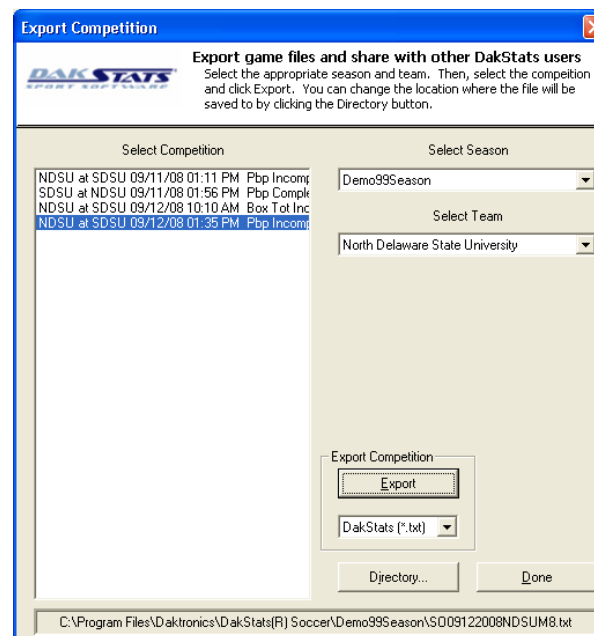 Export Competition
Export game files and share with other DakStats users
Select the appropriate season and team. Then, select the compeition
and click Export. You can change the location where the file will be
saved to by clicking the Directory button.
DAKSTATS
SPORT SOFTWARE
Select Competition
Select Season
NDSU at SDSU 09/11/08 01:11 PM Pbp Incomp
SDSU at NDSU 09/11/08 01:56 PM Pbp Comple
NDSU at SDSU 09/12/08 10:10 AM Box Tot Inc
NDSU at SDSU 09/12/08 01:35 PM Pbp Incomp
Demo99Season
Select Team
North Delaware State University
Export Competition
Export
DakStats (*.txt)
Directory...
Done
C:\Program Files\Daktronics\DakStats(R) Soccer\Demo99Season\SO09122008NDSUM8.txt